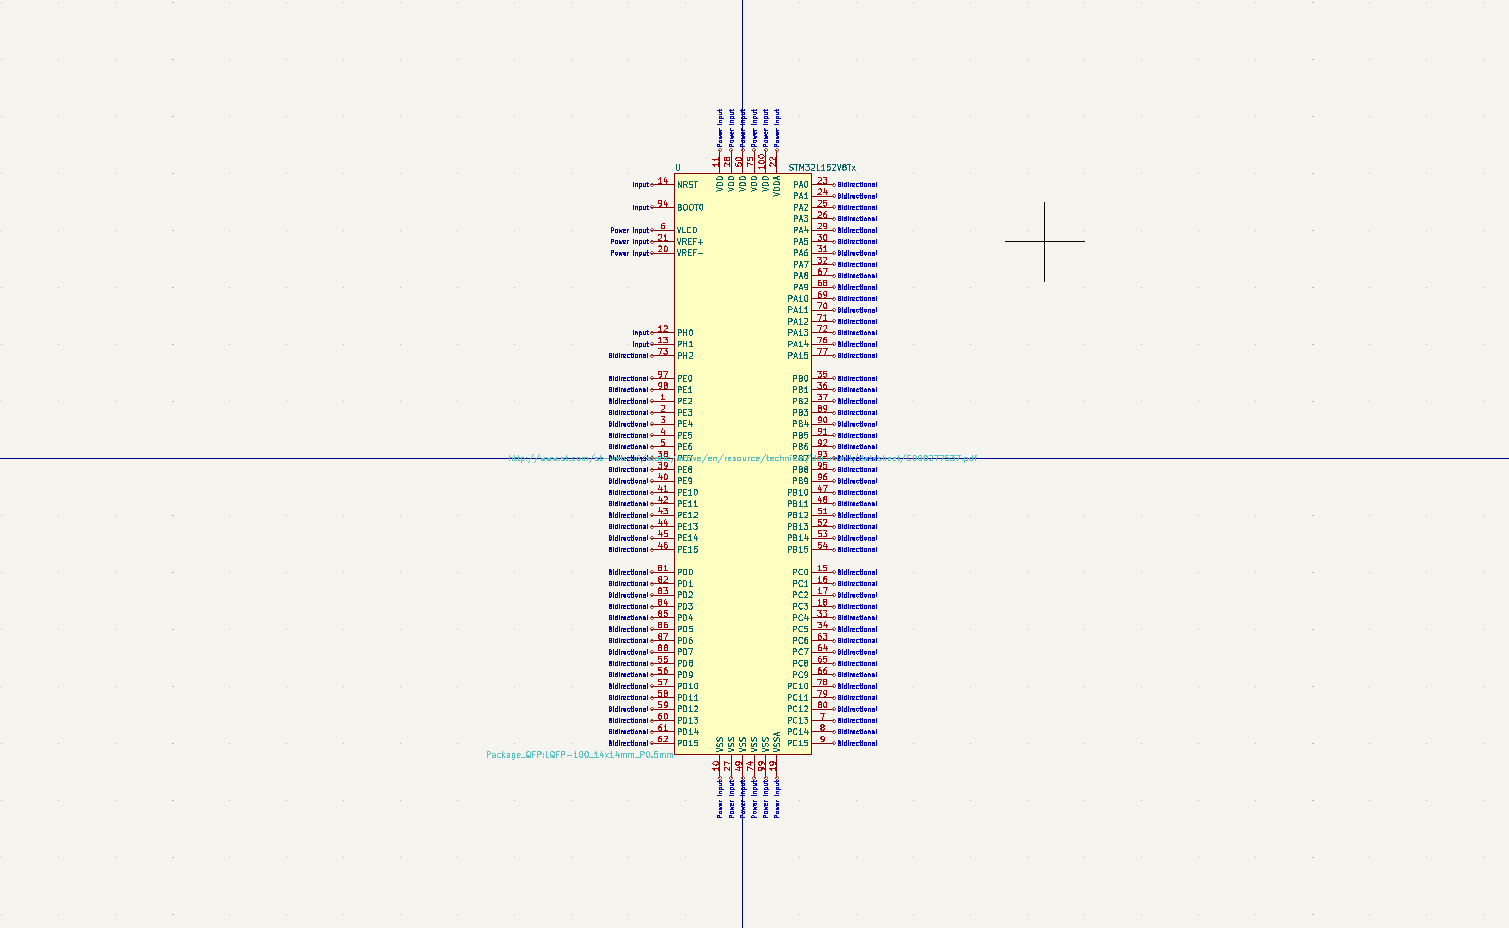 Power Input Power Input Power Input Power Input Power Input Power Input
11 28 50 75 100 22
U STM32L152V8Tx
VDD VDD VDD VDD VDD VDDA
Input 14 NRST PA0 23 Bidirectional
PA1 24 Bidirectional
Input 94 BOOT0 PA2 25 Bidirectional
PA3 26 Bidirectional
Power Input 6 VLCD PA4 29 Bidirectional
Power Input 21 VREF+ PA5 30 Bidirectional
Power Input 20 VREF- PA6 31 Bidirectional
PA7 32 Bidirectional
PA8 67 Bidirectional
PA9 68 Bidirectional
PA10 69 Bidirectional
PA11 70 Bidirectional
PA12 71 Bidirectional
Input 12 PH0 PA13 72 Bidirectional
Input 13 PH1 PA14 76 Bidirectional
Bidirectional 73 PH2 PA15 77 Bidirectional
Bidirectional 97 PE0 PB0 35 Bidirectional
Bidirectional 98 PE1 PB1 36 Bidirectional
Bidirectional 1 PE2 PB2 37 Bidirectional
Bidirectional 2 PE3 PB3 89 Bidirectional
Bidirectional 3 PE4 PB4 90 Bidirectional
Bidirectional 4 PE5 PB5 91 Bidirectional
Bidirectional 5 PE6 PB6 92 Bidirectional
Bidirectional 38 PE7 PB7 93 Bidirectional
Bidirectional 39 PE8 PB8 95 Bidirectional
Bidirectional 40 PE9 PB9 96 Bidirectional
Bidirectional 41 PE10 PB10 47 Bidirectional
Bidirectional 42 PE11 PB11 48 Bidirectional
Bidirectional 43 PE12 PB12 51 Bidirectional
Bidirectional 44 PE13 PB13 52 Bidirectional
Bidirectional 45 PE14 PB14 53 Bidirectional
Bidirectional 46 PE15 PB15 54 Bidirectional
Bidirectional 81 PD0 PC0 15 Bidirectional
Bidirectional 82 PD1 PC1 16 Bidirectional
Bidirectional 83 PD2 PC2 17 Bidirectional
Bidirectional 84 PD3 PC3 18 Bidirectional
Bidirectional 85 PD4 PC4 33 Bidirectional
Bidirectional 86 PD5 PC5 34 Bidirectional
Bidirectional 87 PD6 PC6 63 Bidirectional
Bidirectional 88 PD7 PC7 64 Bidirectional
Bidirectional 55 PD8 PC8 65 Bidirectional
Bidirectional 56 PD9 PC9 66 Bidirectional
Bidirectional 57 PD10 PC10 78 Bidirectional
Bidirectional 58 PD11 PC11 79 Bidirectional
Bidirectional 59 PD12 PC12 80 Bidirectional
Bidirectional 60 PD13 PC13 7 Bidirectional
Bidirectional 61 PD14 PC14 8 Bidirectional
Bidirectional 62 PD15 PC15 9 Bidirectional
VSS VSS VSS VSS VSS VSSA
Package_QFP:LQFP-100_14x14mm_P0.5mm
10 27 49 74 99 19
Power Input Power Input Power Input Power Input Power Input Power Input